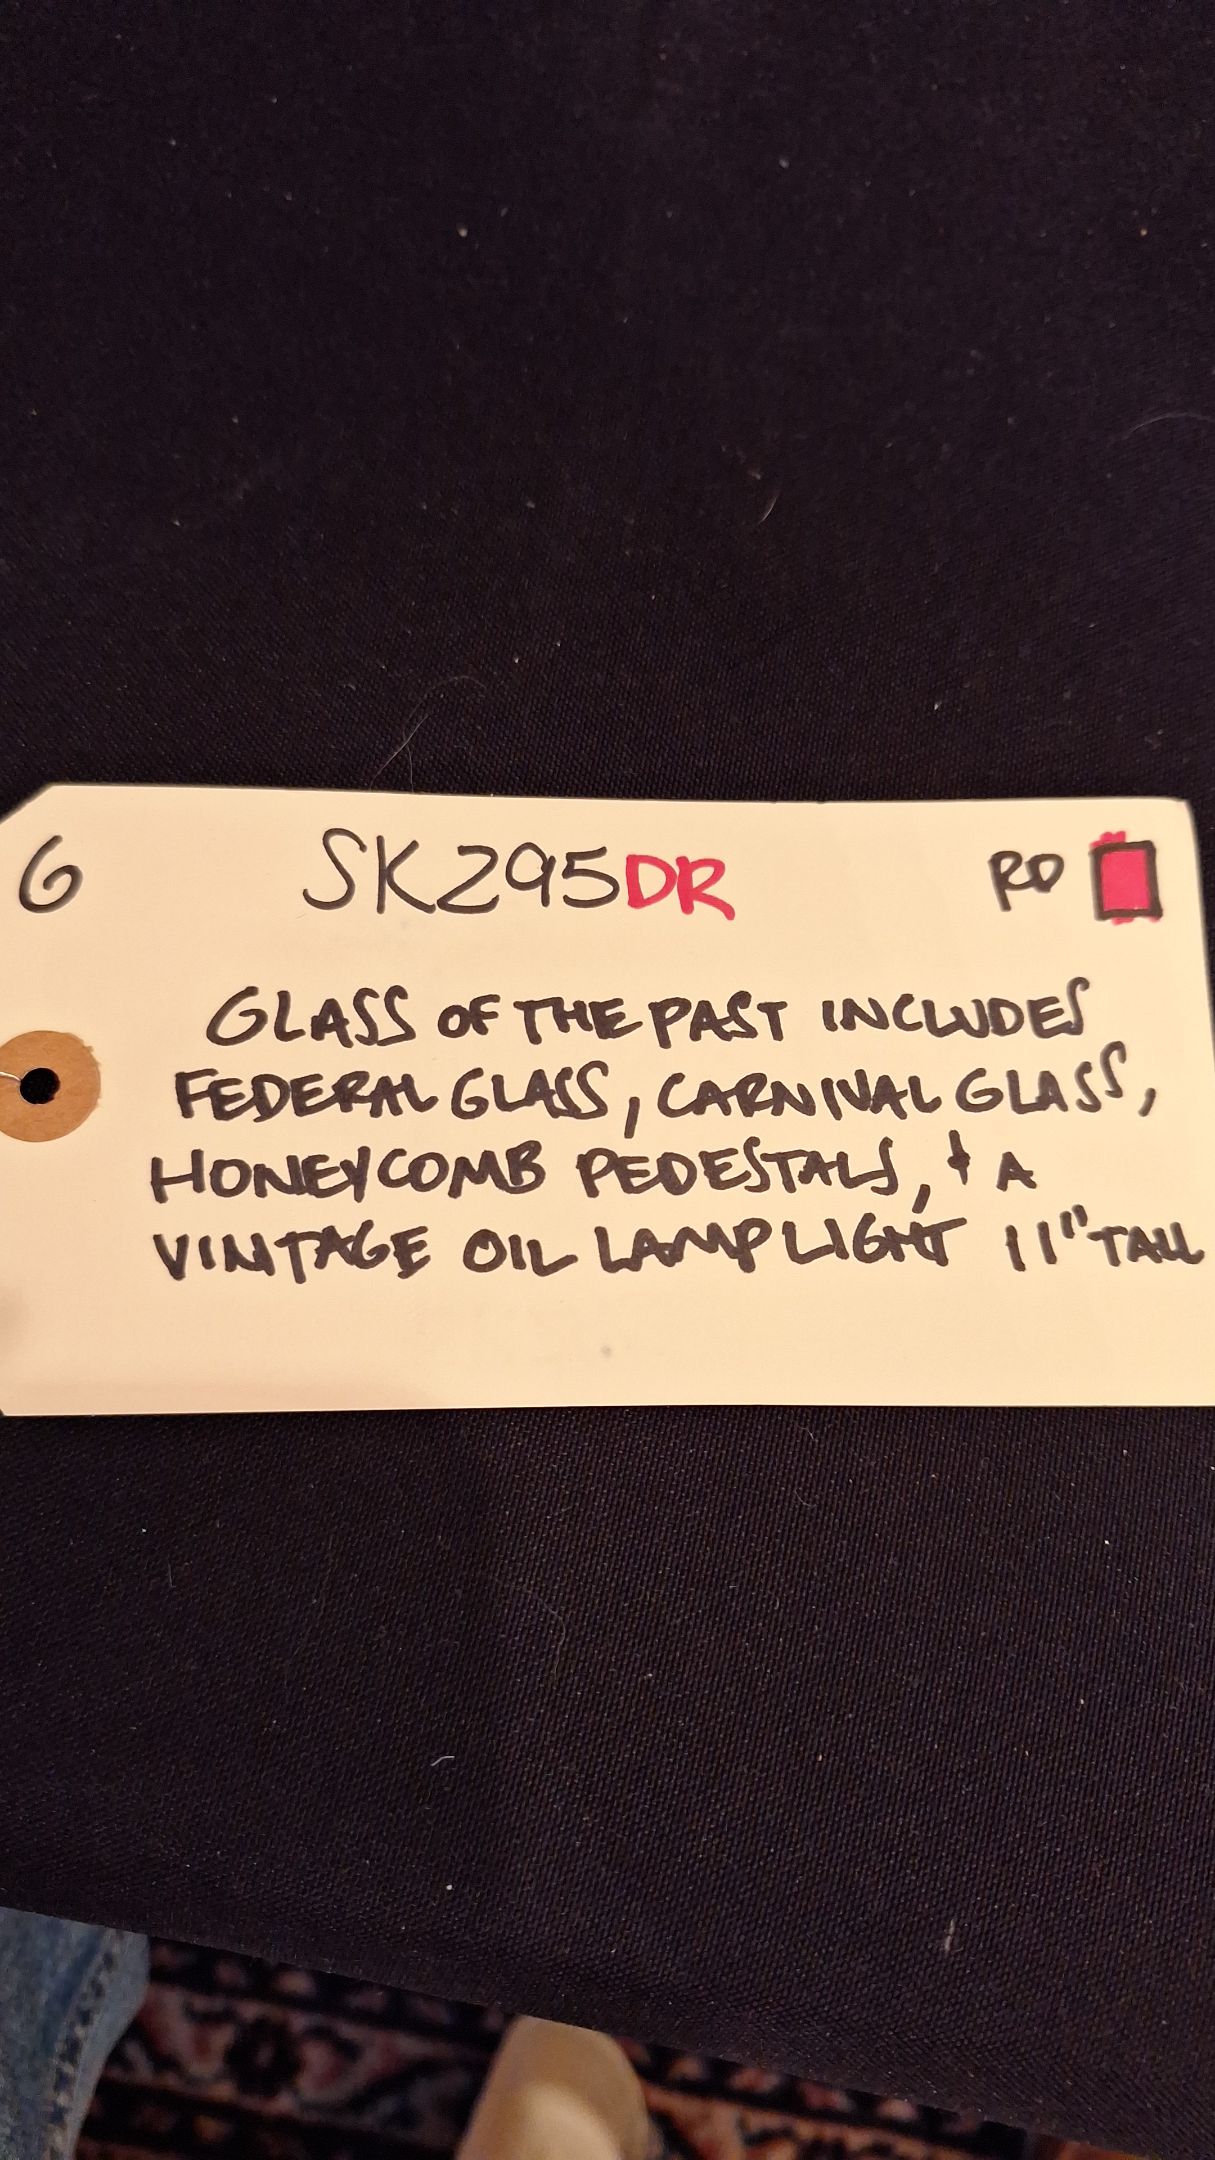 6 SK295DR RD
GLASS OF THE PAST INCLUDES
FEDERAL GLASS, CARNIVAL GLASS,
HONEYCOMB PEDESTALS, + A
VINTAGE OIL LAMP LIGHT 11" TALL